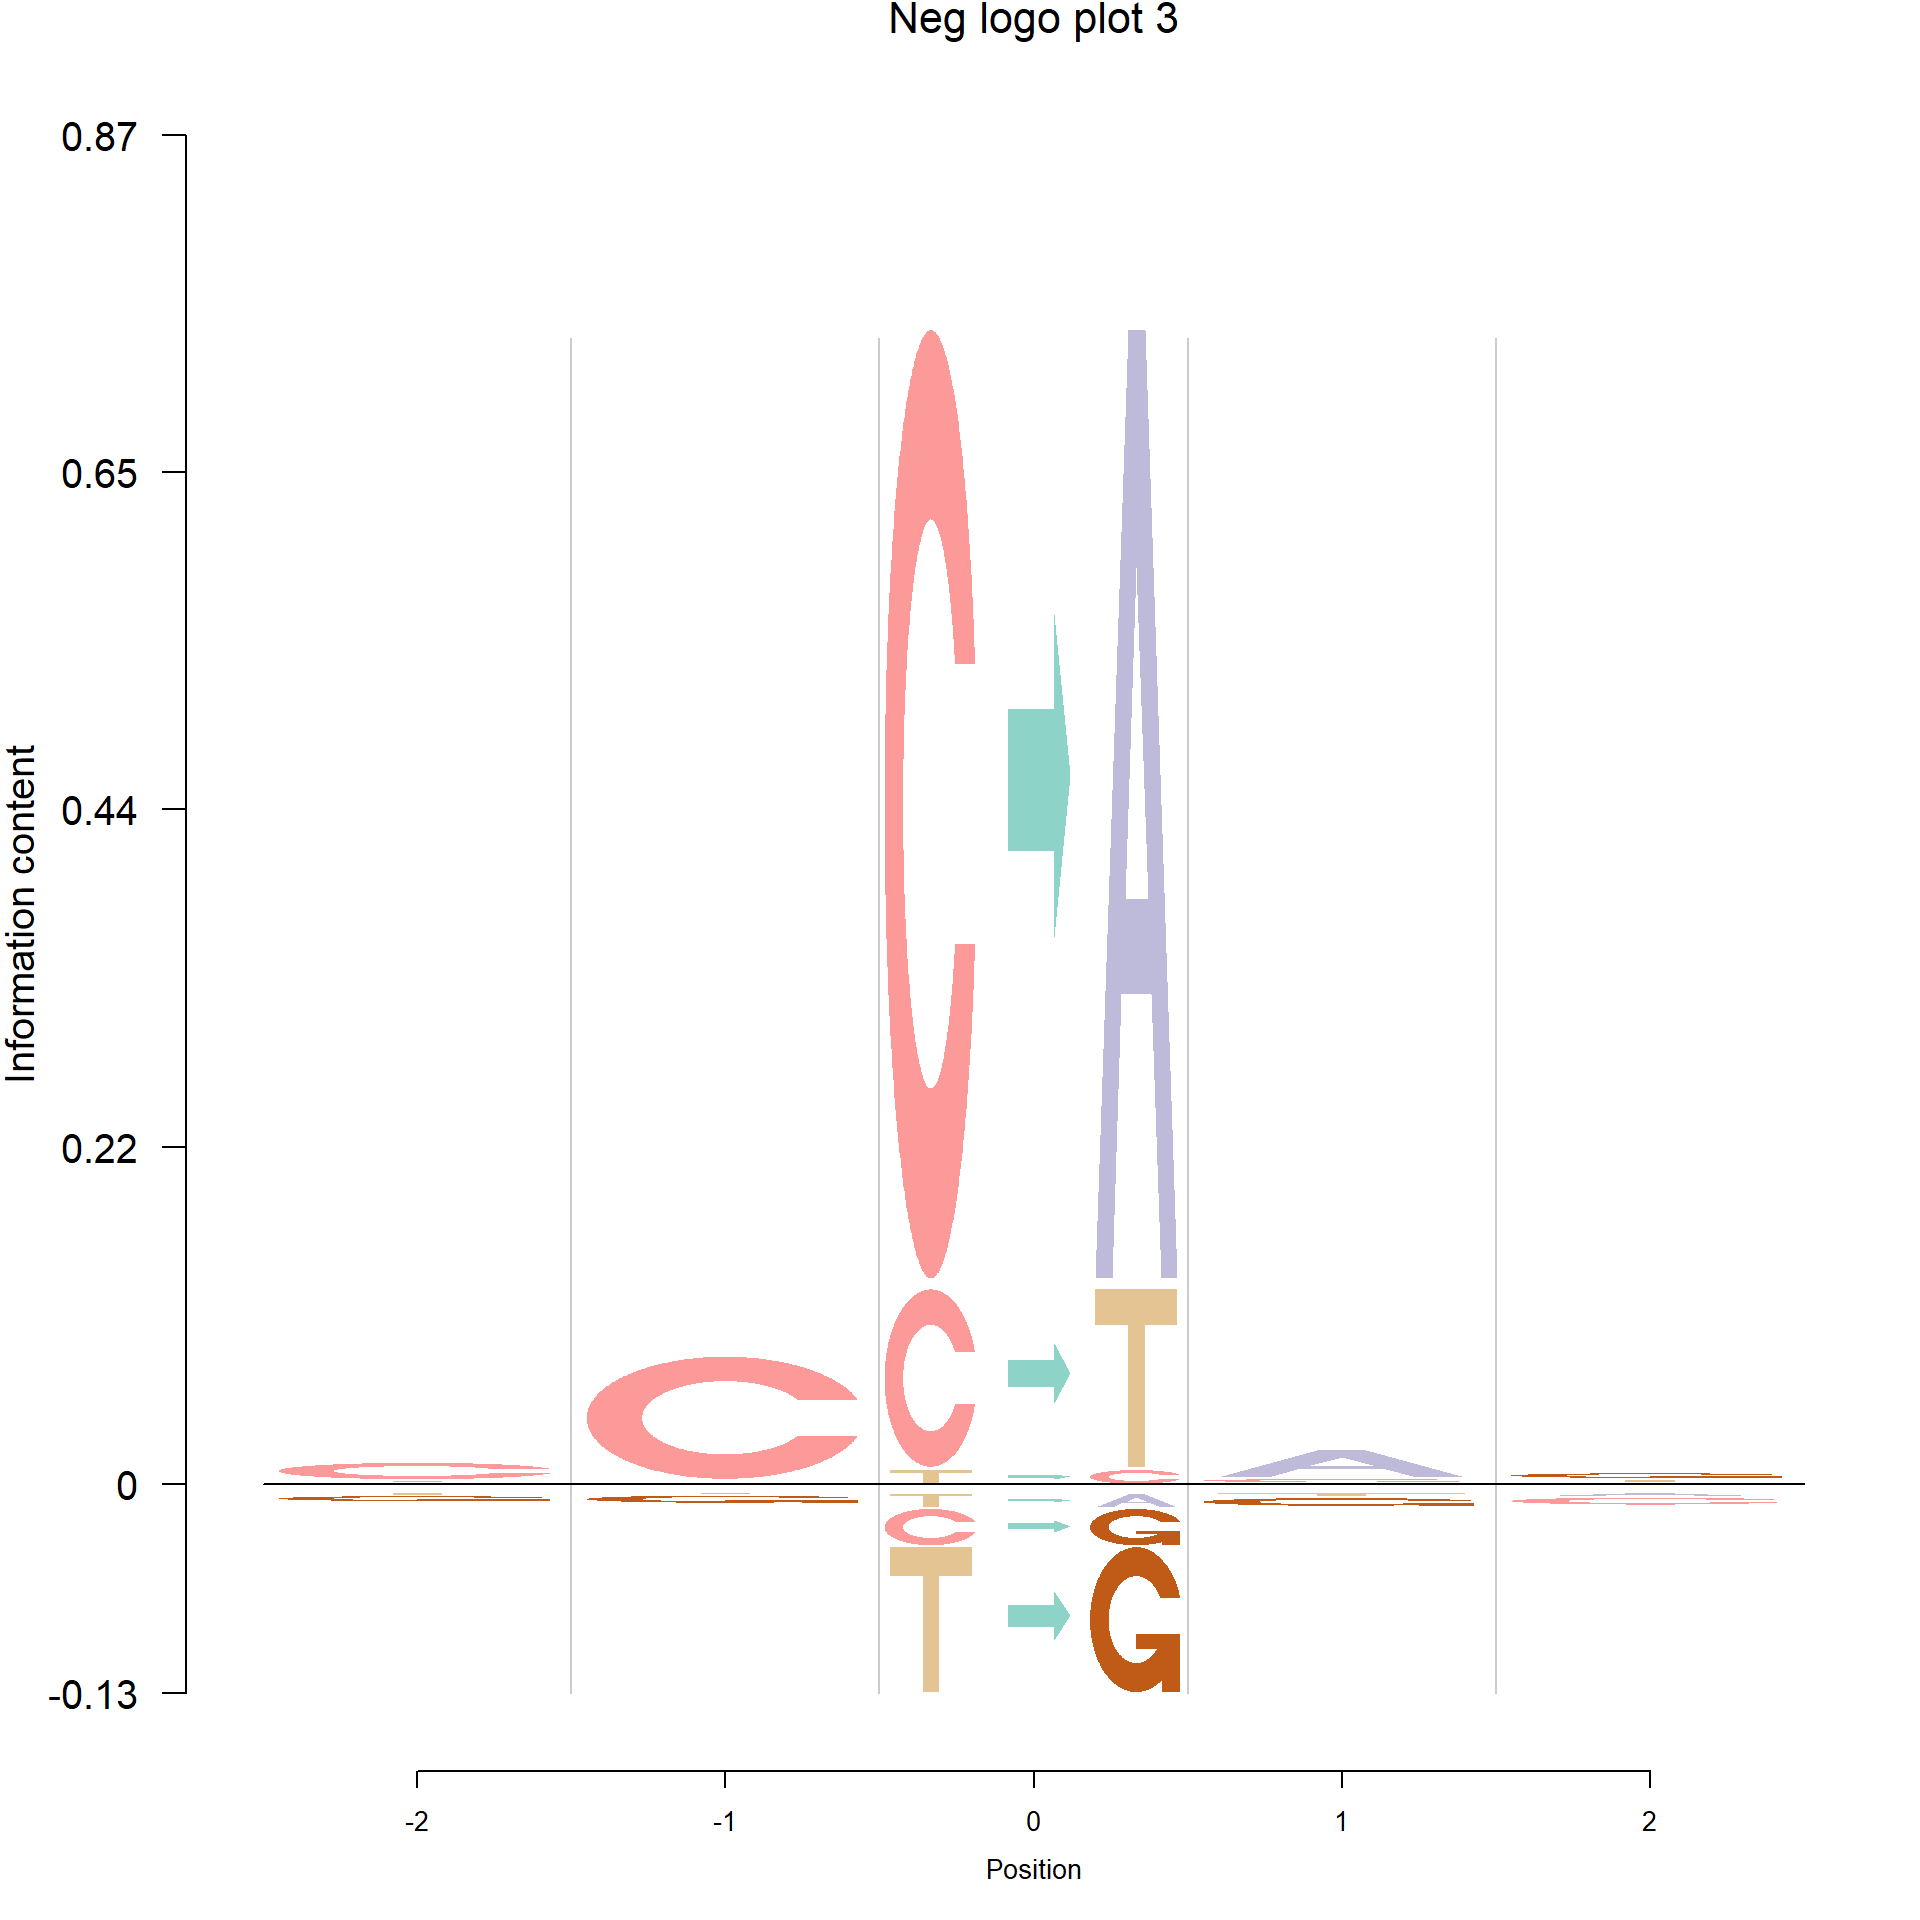 Neg logo plot 3
0.87
0.65
0.44
0.22
0
-0.13
Information content
C A
C T
C
C
A
T C
T A
C G
T G
-2 -1 0 1 2
Position